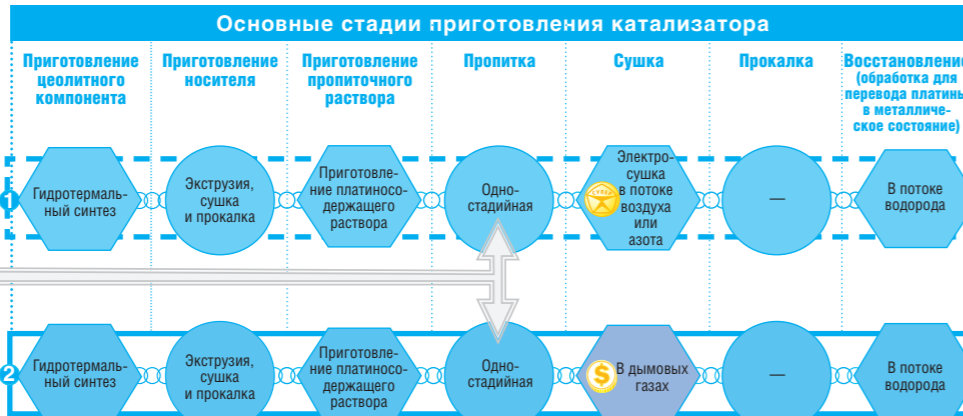 Основные стадии приготовления катализатора
Приготовление
цеолитного
компонента
Приготовление
носителя
Приготовление
пропиточного
раствора
Пропитка
Сушка
Прокалка
Восстановление
(обработка для
перевода платины
в металличе-
ское состояние)
1
Гидротермаль-
ный синтез
Экструзия,
сушка
и прокалка
Приготовле-
ние платиносо-
держащего
раствора
Одно-
стадийная
Электро-
сушка
в потоке
воздуха
или
азота
—
В потоке
водорода
2
Гидротермаль-
ный синтез
Экструзия,
сушка
и прокалка
Приготовле-
ние платиносо-
держащего
раствора
Одно-
стадийная
$
В дымовых
газах
—
В потоке
водорода